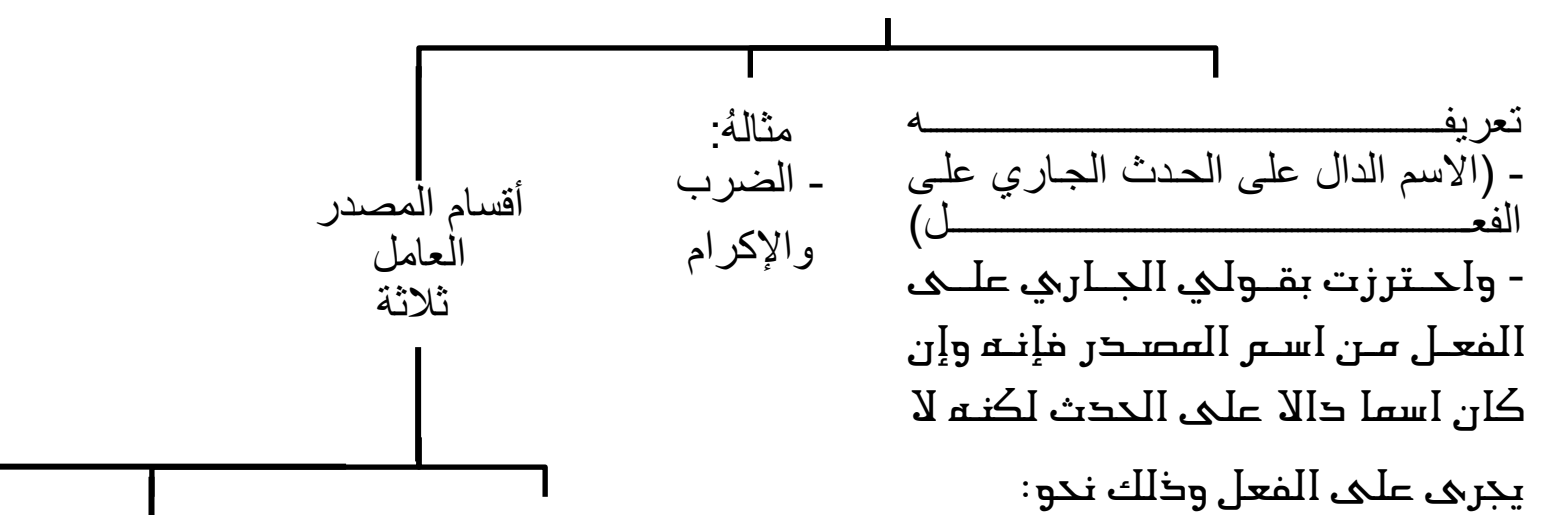 تعريفه
- (الاسم الدال على الحدث الجاري على
الفعل)
- واحترزت بقولي الجاري على
الفعل من اسم المصدر فإنه وإن
كان اسما دالا على الحدث لكنه لا
يجرى على الفعل وذلك نحو:
مثالهُ:
- الضرب
والإكرام
أقسام المصدر
العامل
ثلاثة